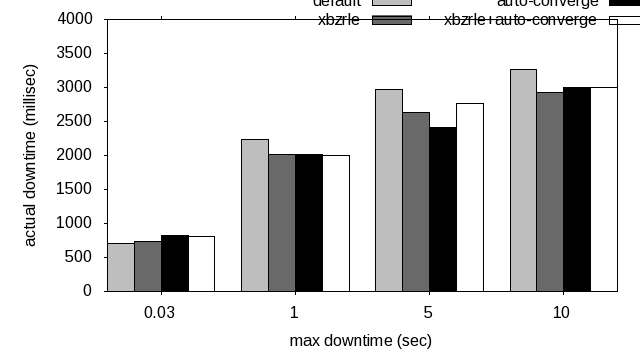 default
auto-converge
xbzrle
xbzrle+auto-converge
4000
3500
3000
2500
2000
1500
1000
500
0
actual downtime (millisec)
0.03
1
5
10
max downtime (sec)